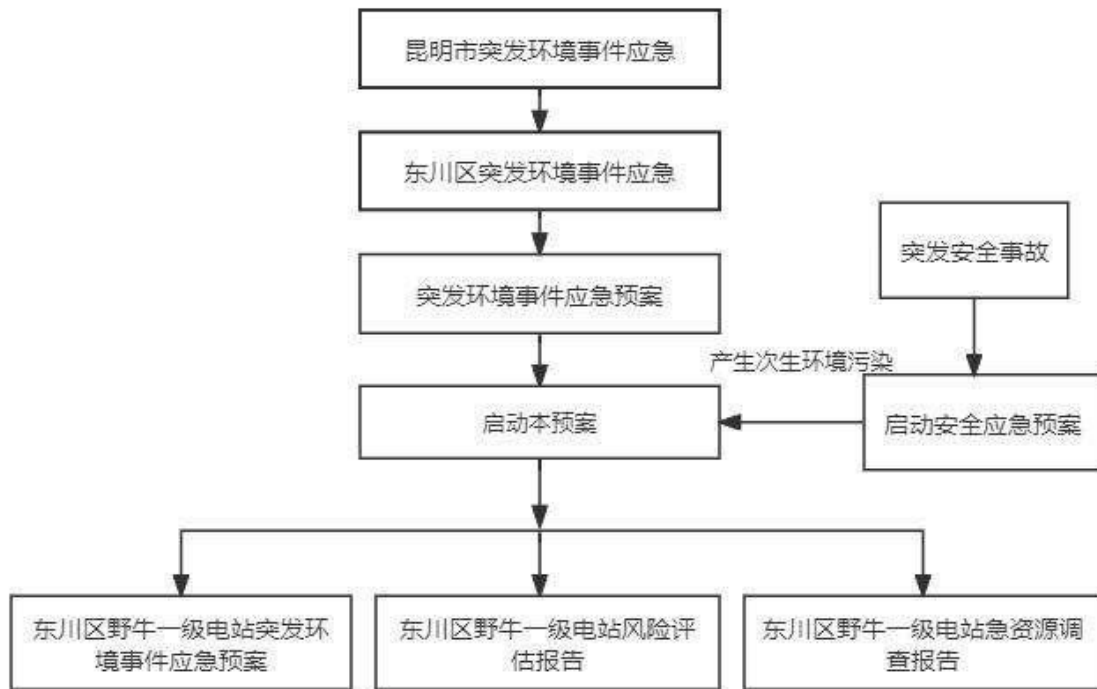 昆明市突发环境事件应急
东川区突发环境事件应急
突发安全事故
突发环境事件应急预案
产生次生环境污染
启动本预案
启动安全应急预案
东川区野牛一级电站突发环
境事件应急预案
东川区野牛一级电站风险评
估报告
东川区野牛一级电站急资源调
查报告